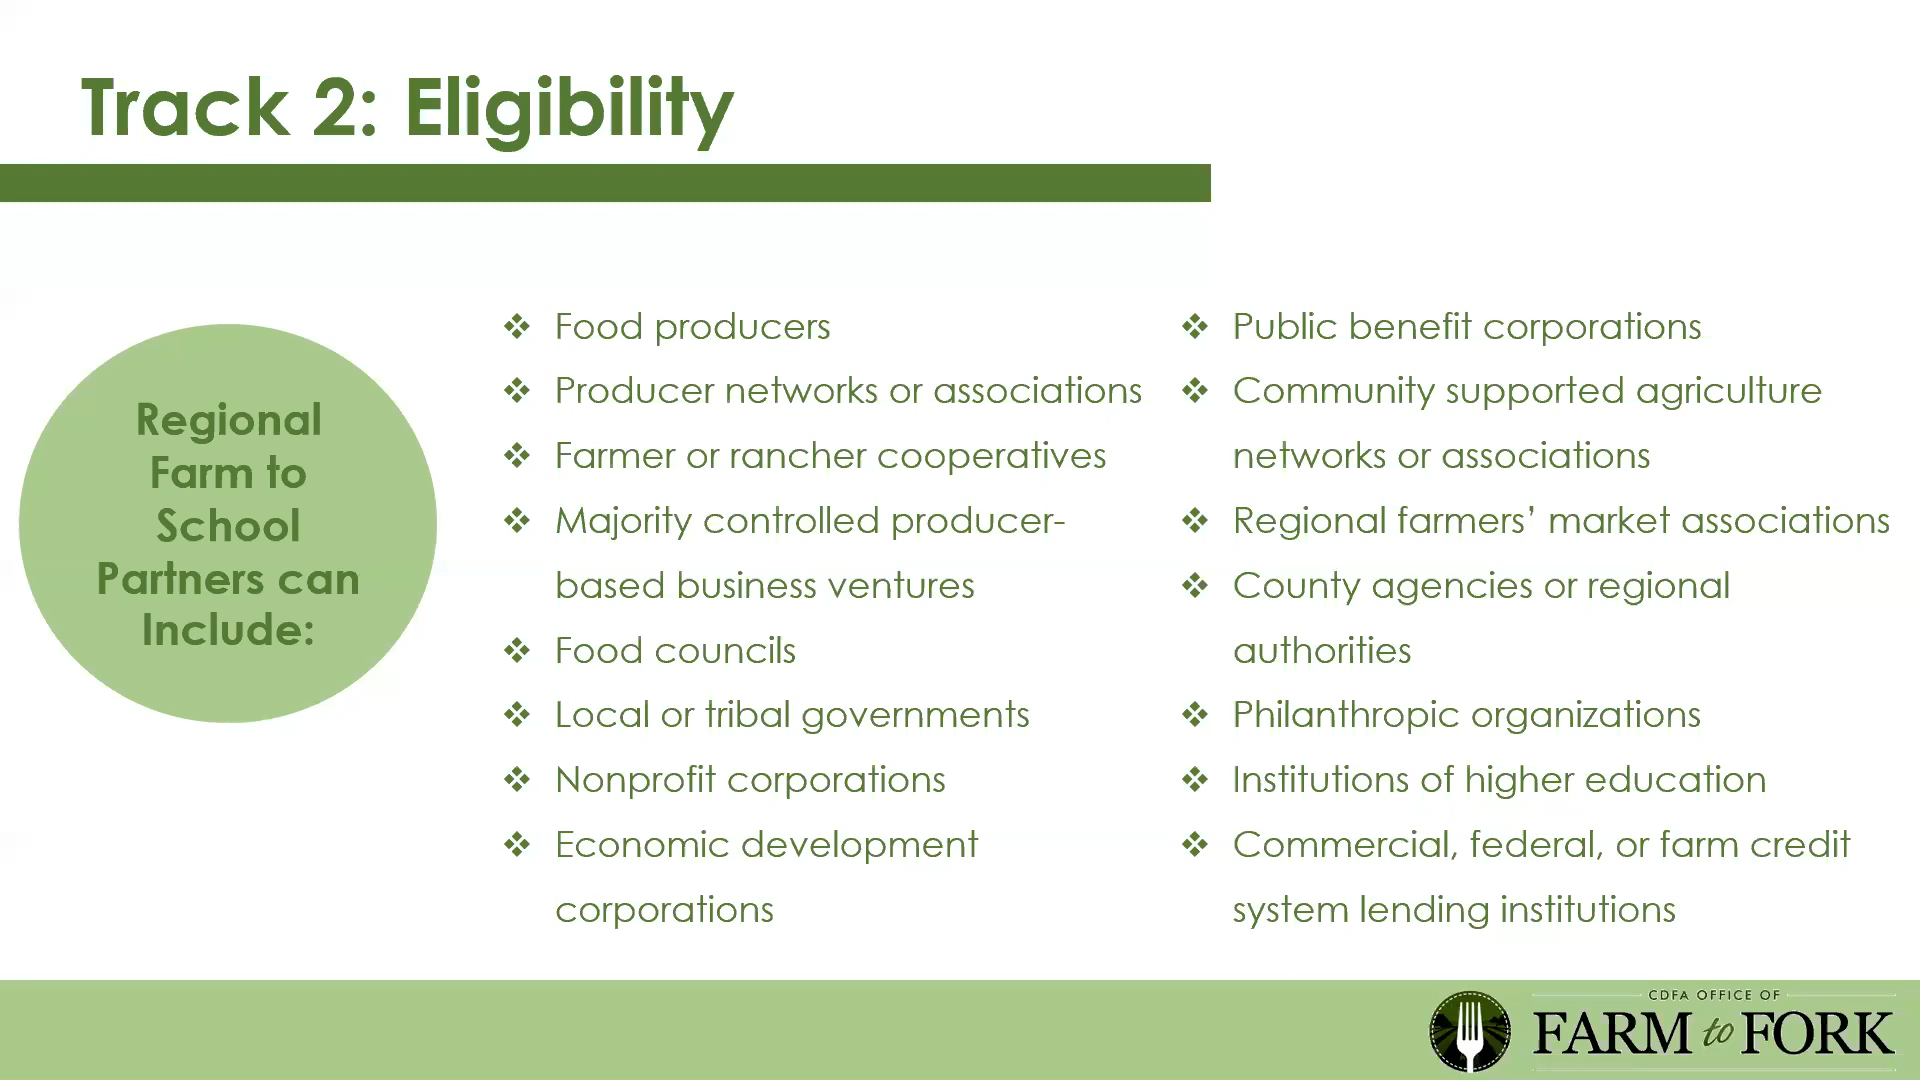 Track 2: Eligibility
Regional
Farm to
School
Partners can
Include:
❖ Food producers
❖ Producer networks or associations
❖ Farmer or rancher cooperatives
❖ Majority controlled producer-
based business ventures
❖ Food councils
❖ Local or tribal governments
❖ Nonprofit corporations
❖ Economic development
corporations
❖ Public benefit corporations
❖ Community supported agriculture
networks or associations
❖ Regional farmers’ market associations
❖ County agencies or regional
authorities
❖ Philanthropic organizations
❖ Institutions of higher education
❖ Commercial, federal, or farm credit
system lending institutions
CDFA OFFICE OF
FARM to FORK